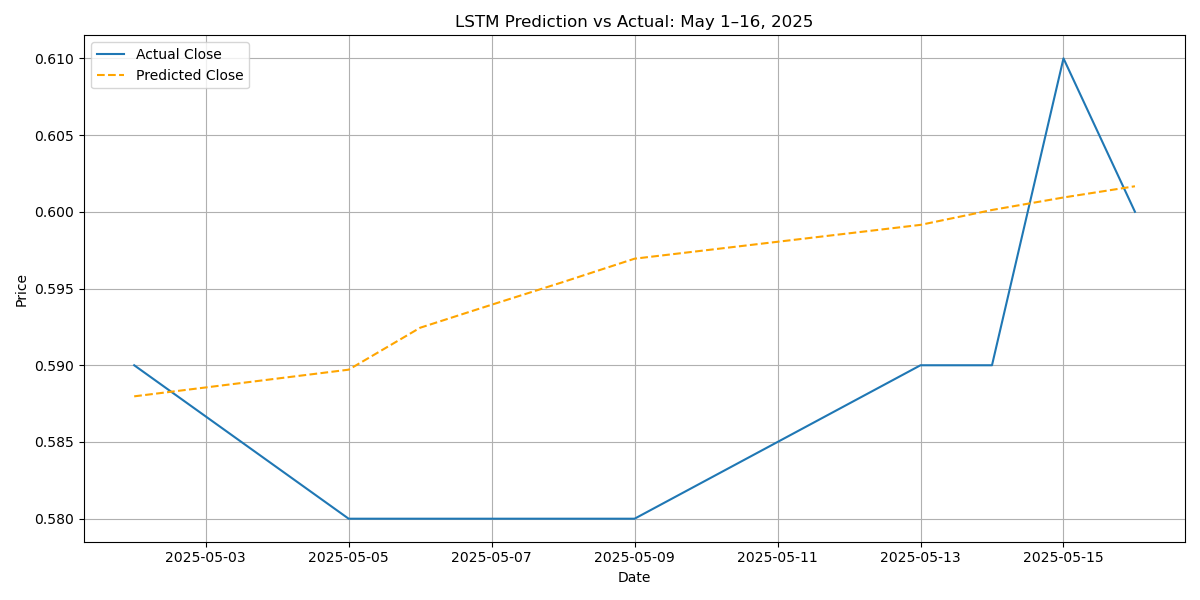 LSTM Prediction vs Actual: May 1–16, 2025
Actual Close
Predicted Close
0.610
0.605
0.600
0.595
0.590
0.585
0.580
Price
2025-05-03 2025-05-05 2025-05-07 2025-05-09 2025-05-11 2025-05-13 2025-05-15
Date